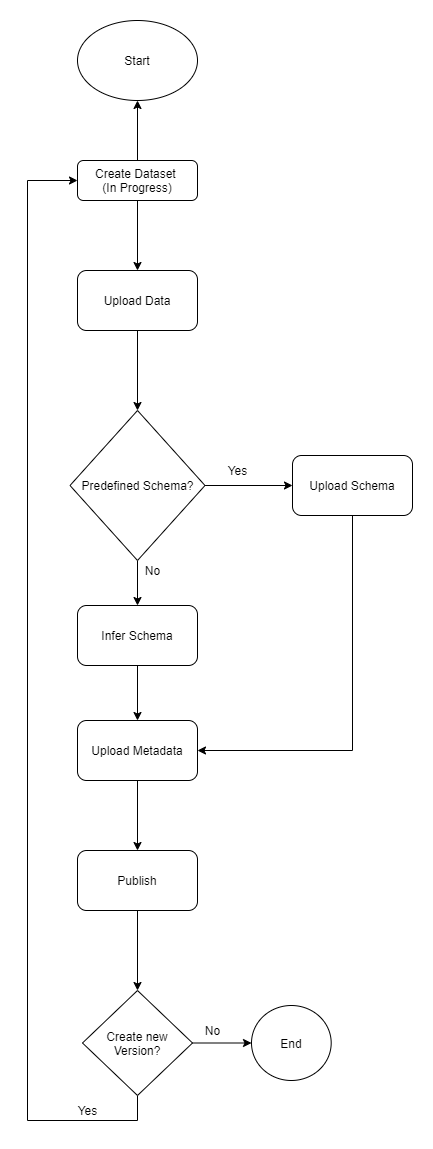 Start
Create Dataset
(In Progress)
Upload Data
Predefined Schema?
Yes
Upload Schema
No
Infer Schema
Upload Metadata
Publish
Create new
Version?
No
End
Yes